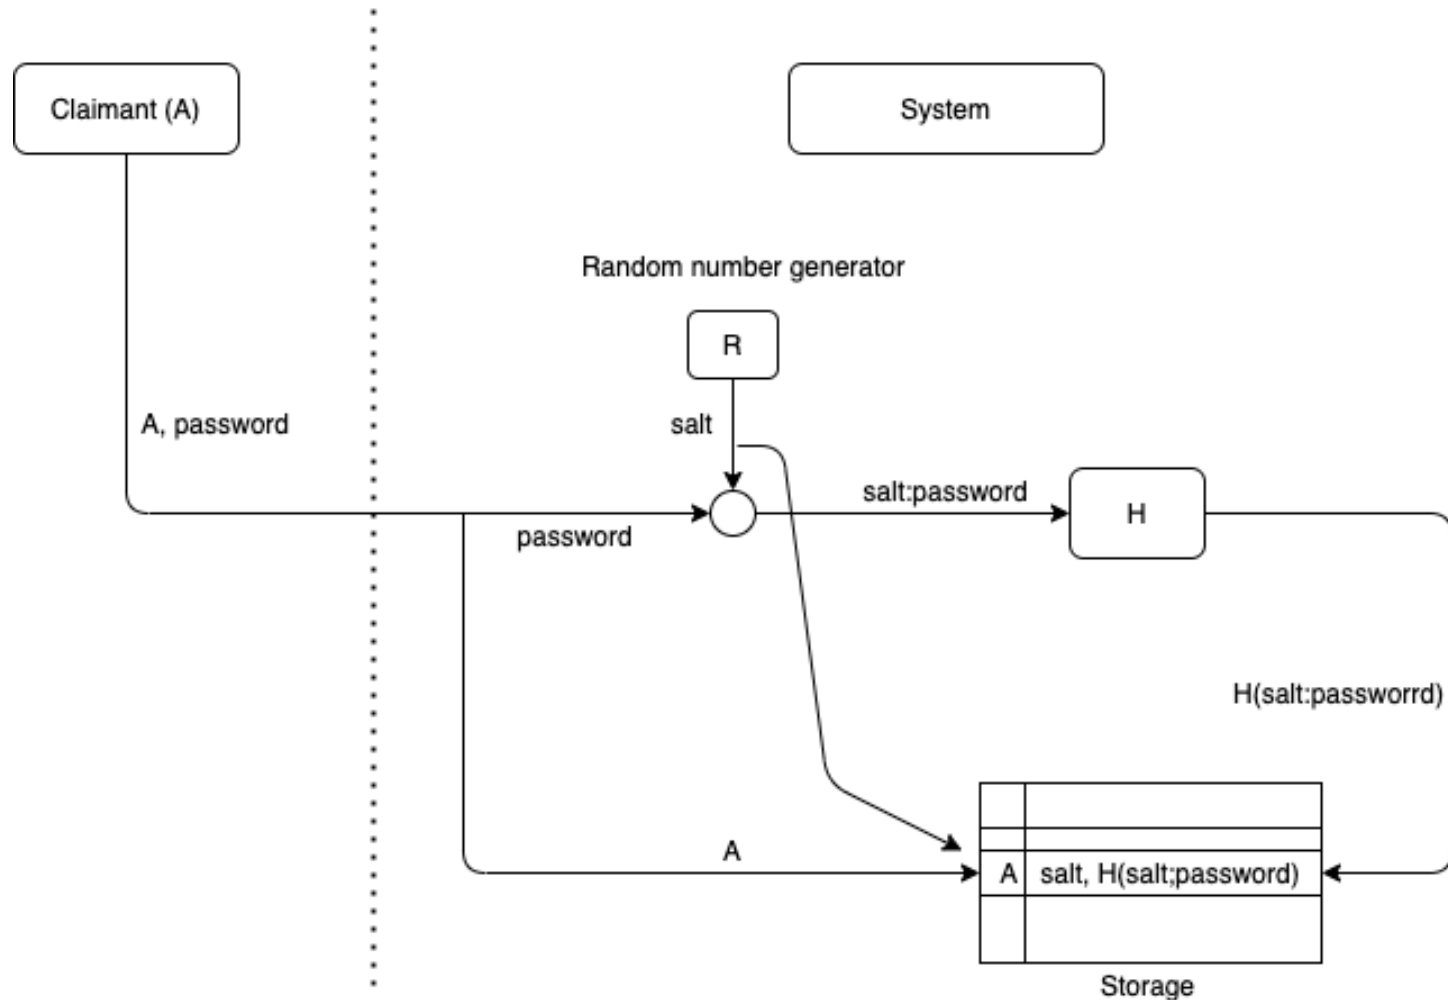 Claimant (A)
System
Random number generator
R
A, password
salt
salt:password
H
password
H(salt:passworrd)
A
A
salt, H(salt;password)
Storage